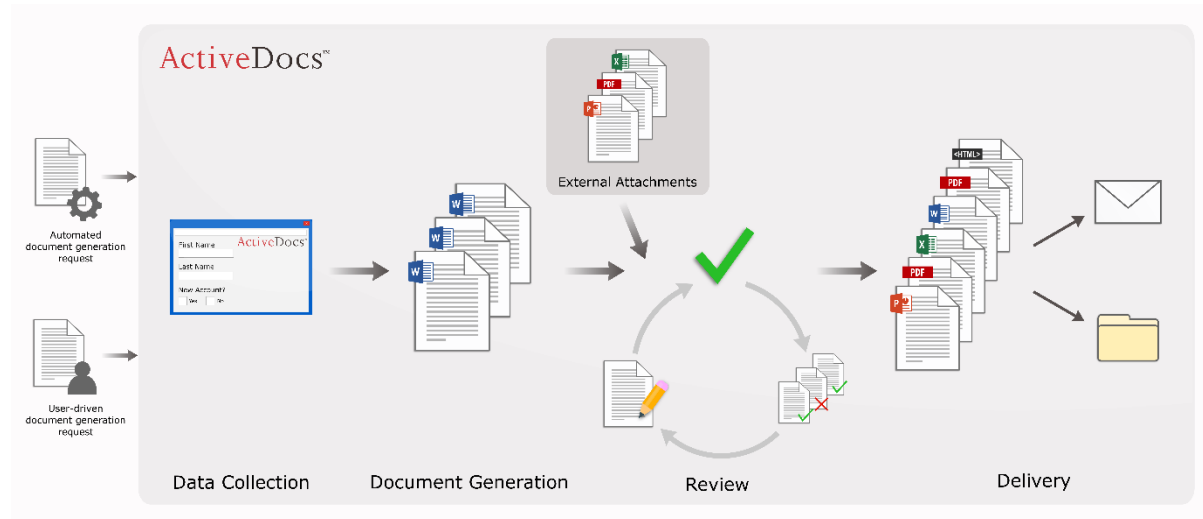 ActiveDocs™
Automated
document generation
request
User-driven
document generation
request
First Name
ActiveDocs™
Last Name
New Account?
Yes No
W
W
W
X
PDF
P
External Attachments
<HTML>
PDF
W
X
PDF
P
Data Collection
Document Generation
Review
Delivery